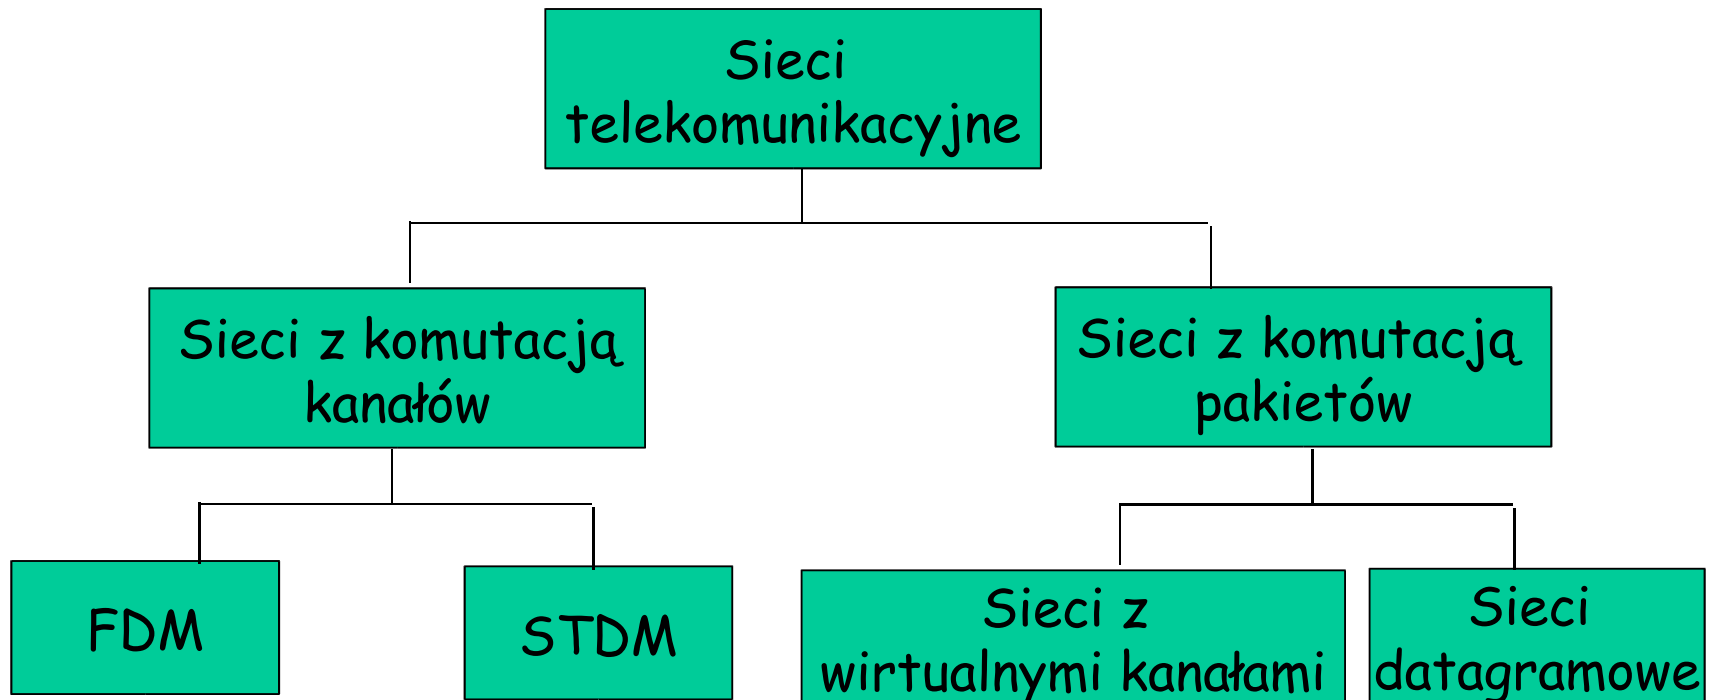 Sieci
telekomunikacyjne
Sieci z komutacją
kanałów
Sieci z komutacją
pakietów
FDM
STDM
Sieci z
wirtualnymi kanałami
Sieci
datagramowe